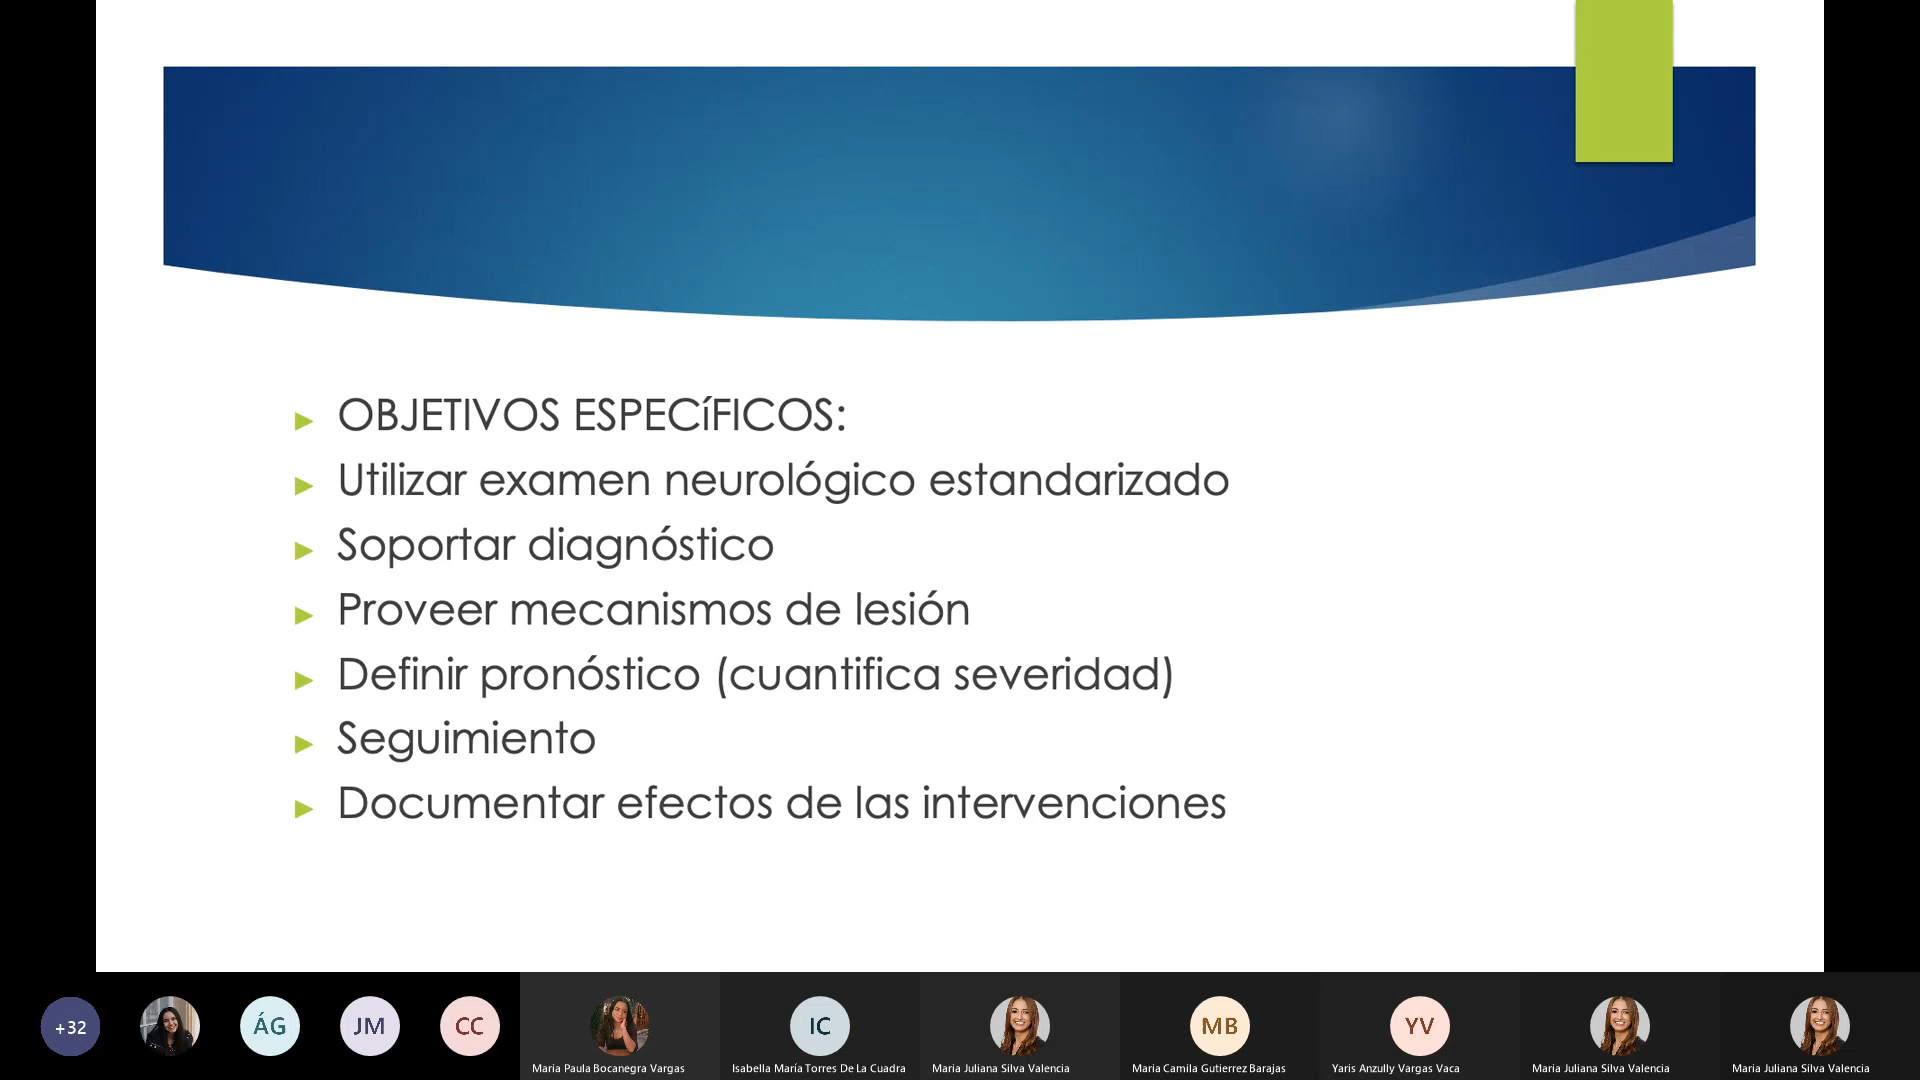 OBJETIVOS ESPECíFICOS:
Utilizar examen neurológico estandarizado
Soportar diagnóstico
Proveer mecanismos de lesión
Definir pronóstico (cuantifica severidad)
Seguimiento
Documentar efectos de las intervenciones
+32
ÁG
JM
CC
IC
MB
YV
Maria Paula Bocanegra Vargas
Isabella María Torres De La Cuadra
Maria Juliana Silva Valencia
Maria Camila Gutierrez Barajas
Yaris Anzully Vargas Vaca
Maria Juliana Silva Valencia
Maria Juliana Silva Valencia